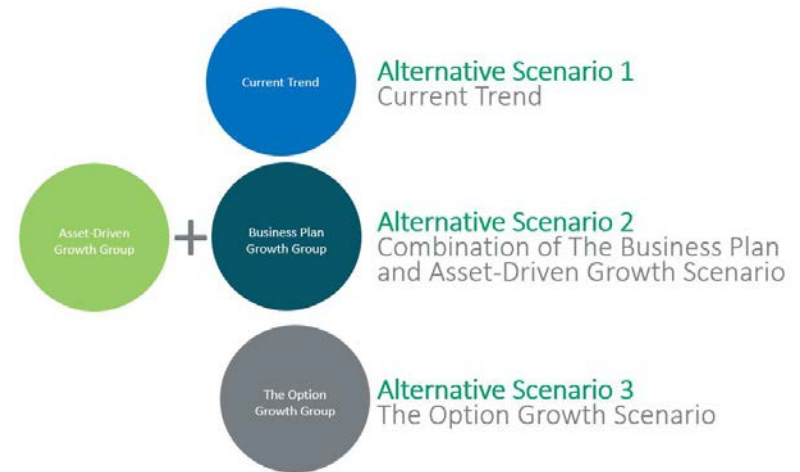 Current Trend
Alternative Scenario 1
Current Trend
Asset-Driven
Growth Group
+
Business Plan
Growth Group
Alternative Scenario 2
Combination of The Business Plan
and Asset-Driven Growth Scenario
The Option
Growth Group
Alternative Scenario 3
The Option Growth Scenario